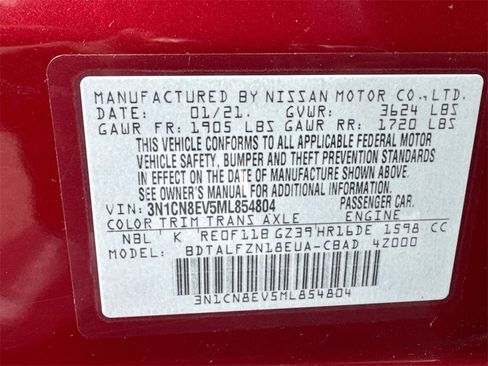 MANUFACTURED BY NISSAN MOTOR CO.,LTD.
DATE: 01/21. GVWR: 3624 LBS
GAWR FR: 1905 LBS GAWR RR: 1720 LBS
THIS VEHICLE CONFORMS TO ALL APPLICABLE FEDERAL MOTOR
VEHICLE SAFETY, BUMPER AND THEFT PREVENTION STANDARDS
IN EFFECT ON THE DATE OF MANUFACTURE SHOWN ABOVE.
SEE OWNER'S MANUAL FOR ADDITIONAL INFORMATION
VIN: 3N1CN8EV5ML854804 PASSENGER CAR.
COLOR TRIM TRANS AXLE ENGINE
NBL K RE0F11B GZ39 HR16DE 1598 CC
MODEL: BDTALFZN18EUA-CBAD 4Z000
3N1CN8EV5ML854804